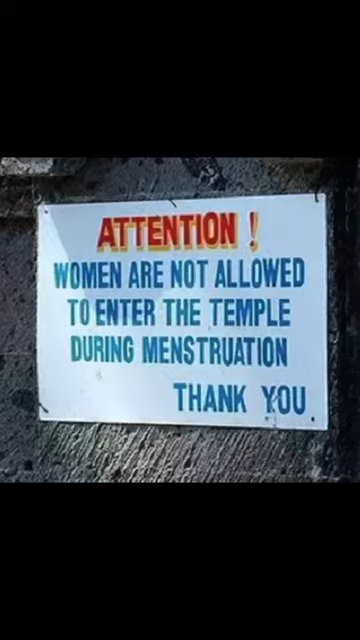 ATTENTION !
WOMEN ARE NOT ALLOWED
TO ENTER THE TEMPLE
DURING MENSTRUATION
THANK YOU